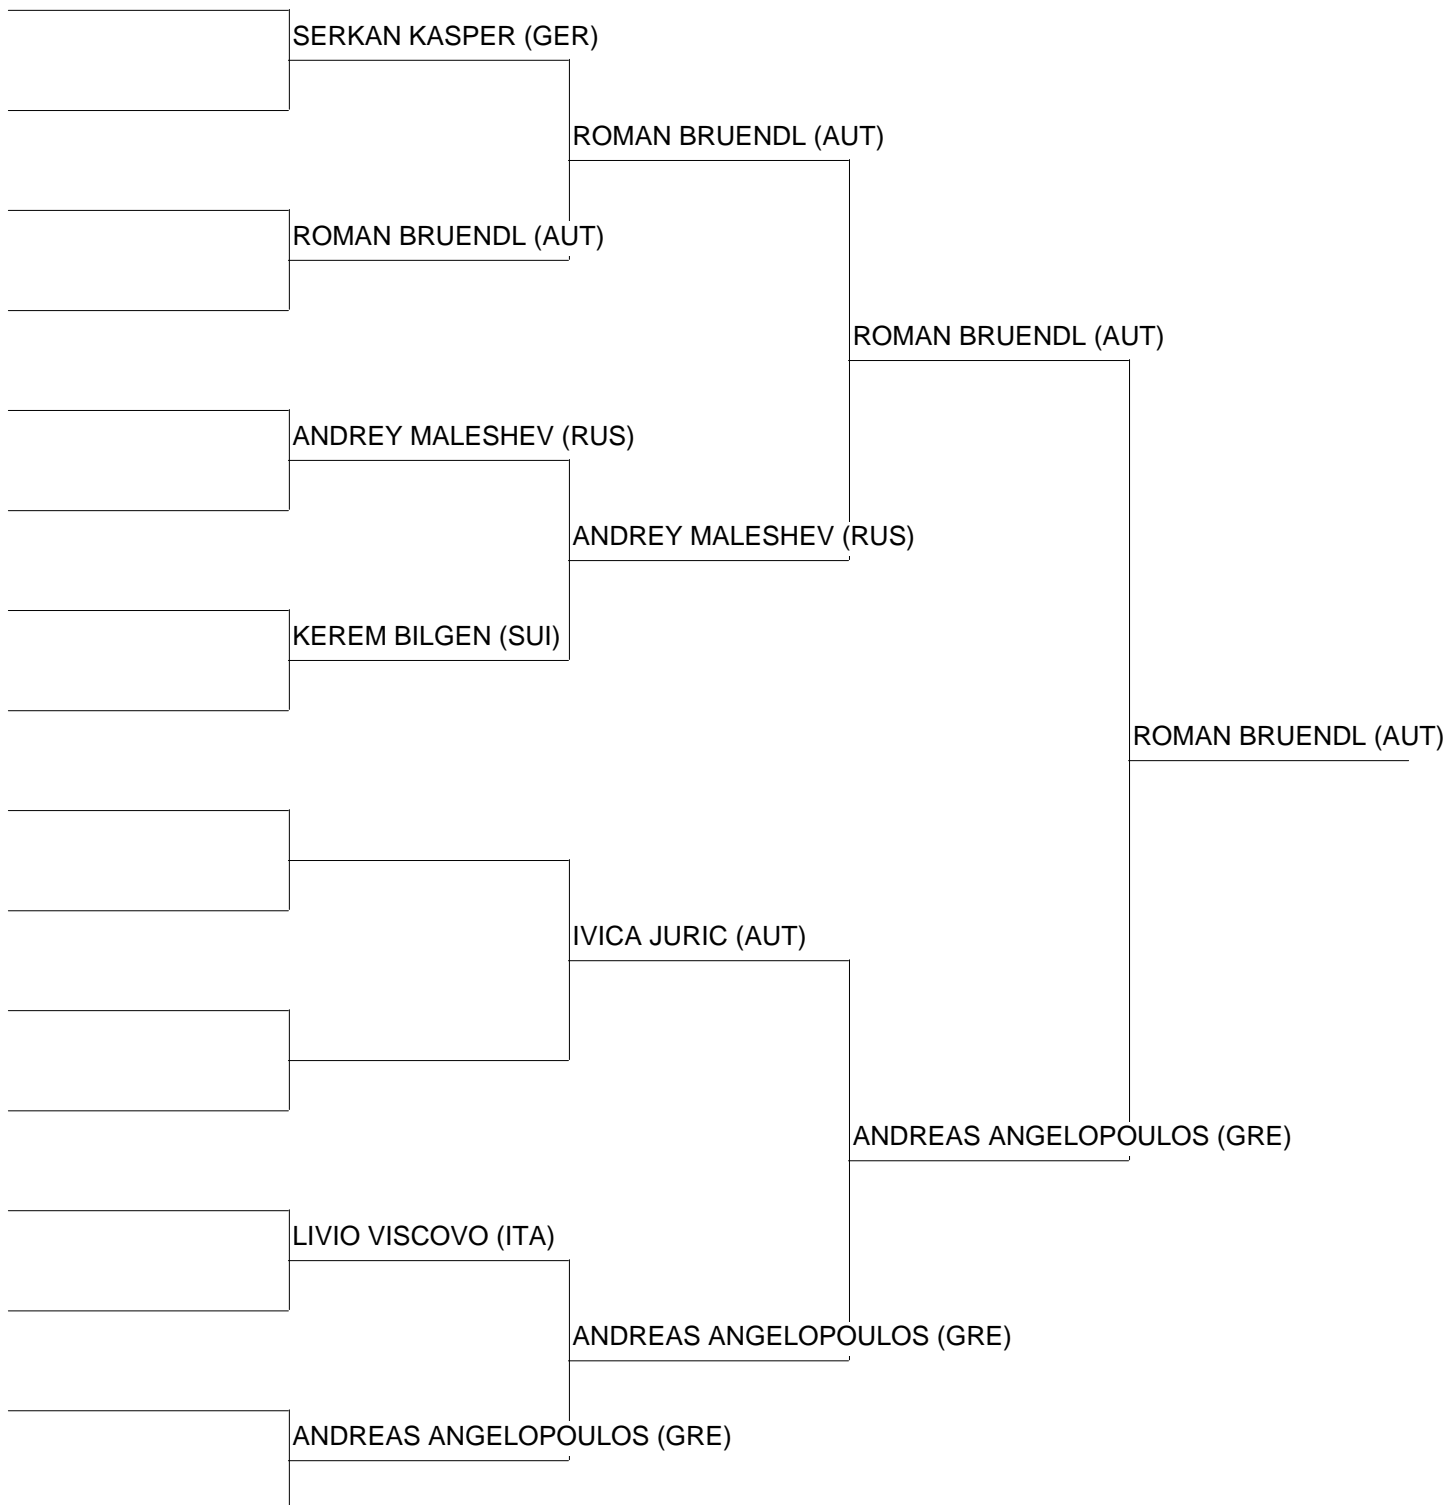 SERKAN KASPER (GER)
ROMAN BRUENDL (AUT)
ROMAN BRUENDL (AUT)
ROMAN BRUENDL (AUT)
ANDREY MALESHEV (RUS)
ANDREY MALESHEV (RUS)
KEREM BILGEN (SUI)
ROMAN BRUENDL (AUT)
IVICA JURIC (AUT)
ANDREAS ANGELOPOULOS (GRE)
LIVIO VISCOVO (ITA)
ANDREAS ANGELOPOULOS (GRE)
ANDREAS ANGELOPOULOS (GRE)